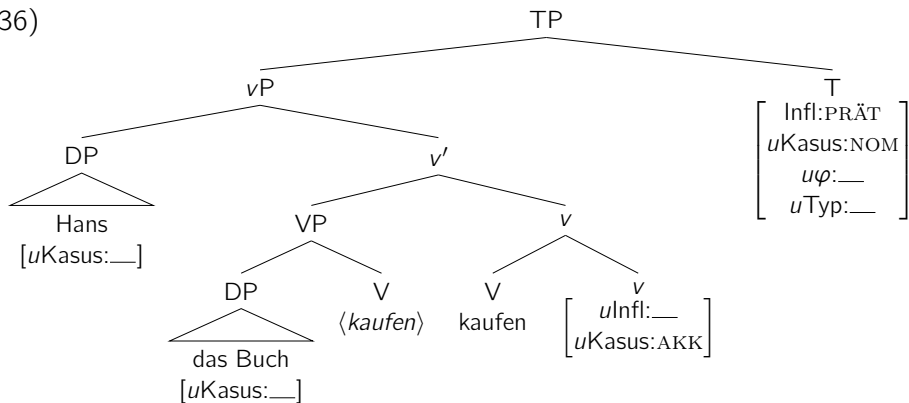 36) TP
vP T
Infl:PRÄT
DP v′ uKasus:NOM
uφ:__
uTyp:__
Hans VP v
[uKasus:__]
DP V V v
⟨kaufen⟩ kaufen uInfl:__
uKasus:AKK
das Buch
[uKasus:__]